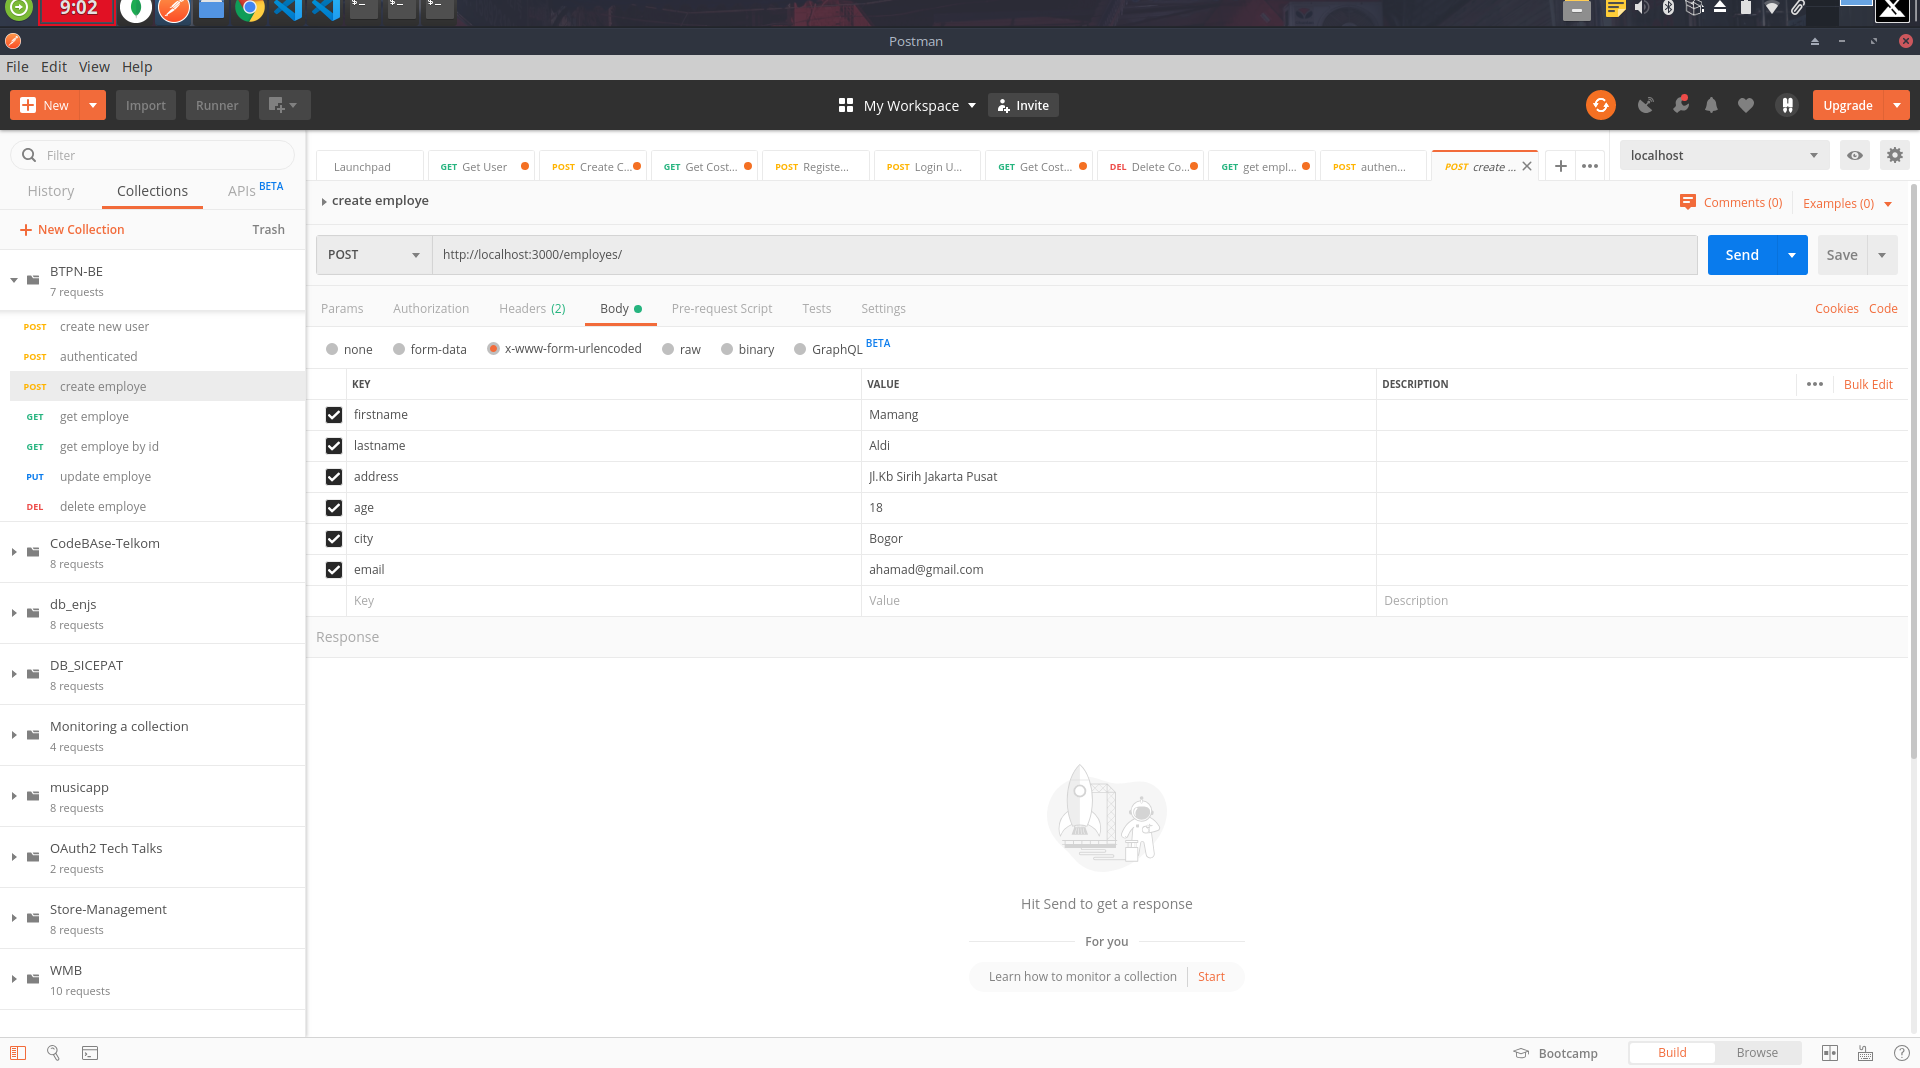 9:02
Postman
File Edit View Help
New Import Runner My Workspace Invite Upgrade
Filter
History Collections APIs BETA
New Collection Trash
BTPN-BE
7 requests
POST create new user
POST authenticated
POST create employe
GET get employe
GET get employe by id
PUT update employe
DEL delete employe
CodeBAse-Telkom
8 requests
db_enjs
8 requests
DB_SICEPAT
8 requests
Monitoring a collection
4 requests
musicapp
8 requests
OAuth2 Tech Talks
2 requests
Store-Management
8 requests
WMB
10 requests
Launchpad GET Get User POST Create C... GET Get Cost... POST Registe... POST Login U... GET Get Cost... DEL Delete Co... GET get empl... POST authen... POST create ... localhost
create employe Comments (0) Examples (0)
POST http://localhost:3000/employes/ Send Save
Params Authorization Headers (2) Body Pre-request Script Tests Settings Cookies Code
none form-data x-www-form-urlencoded raw binary GraphQL BETA
KEY VALUE DESCRIPTION Bulk Edit
firstname Mamang
lastname Aldi
address Jl.Kb Sirih Jakarta Pusat
age 18
city Bogor
email ahamad@gmail.com
Key Value Description
Response
Hit Send to get a response
For you
Learn how to monitor a collection Start
Bootcamp Build Browse